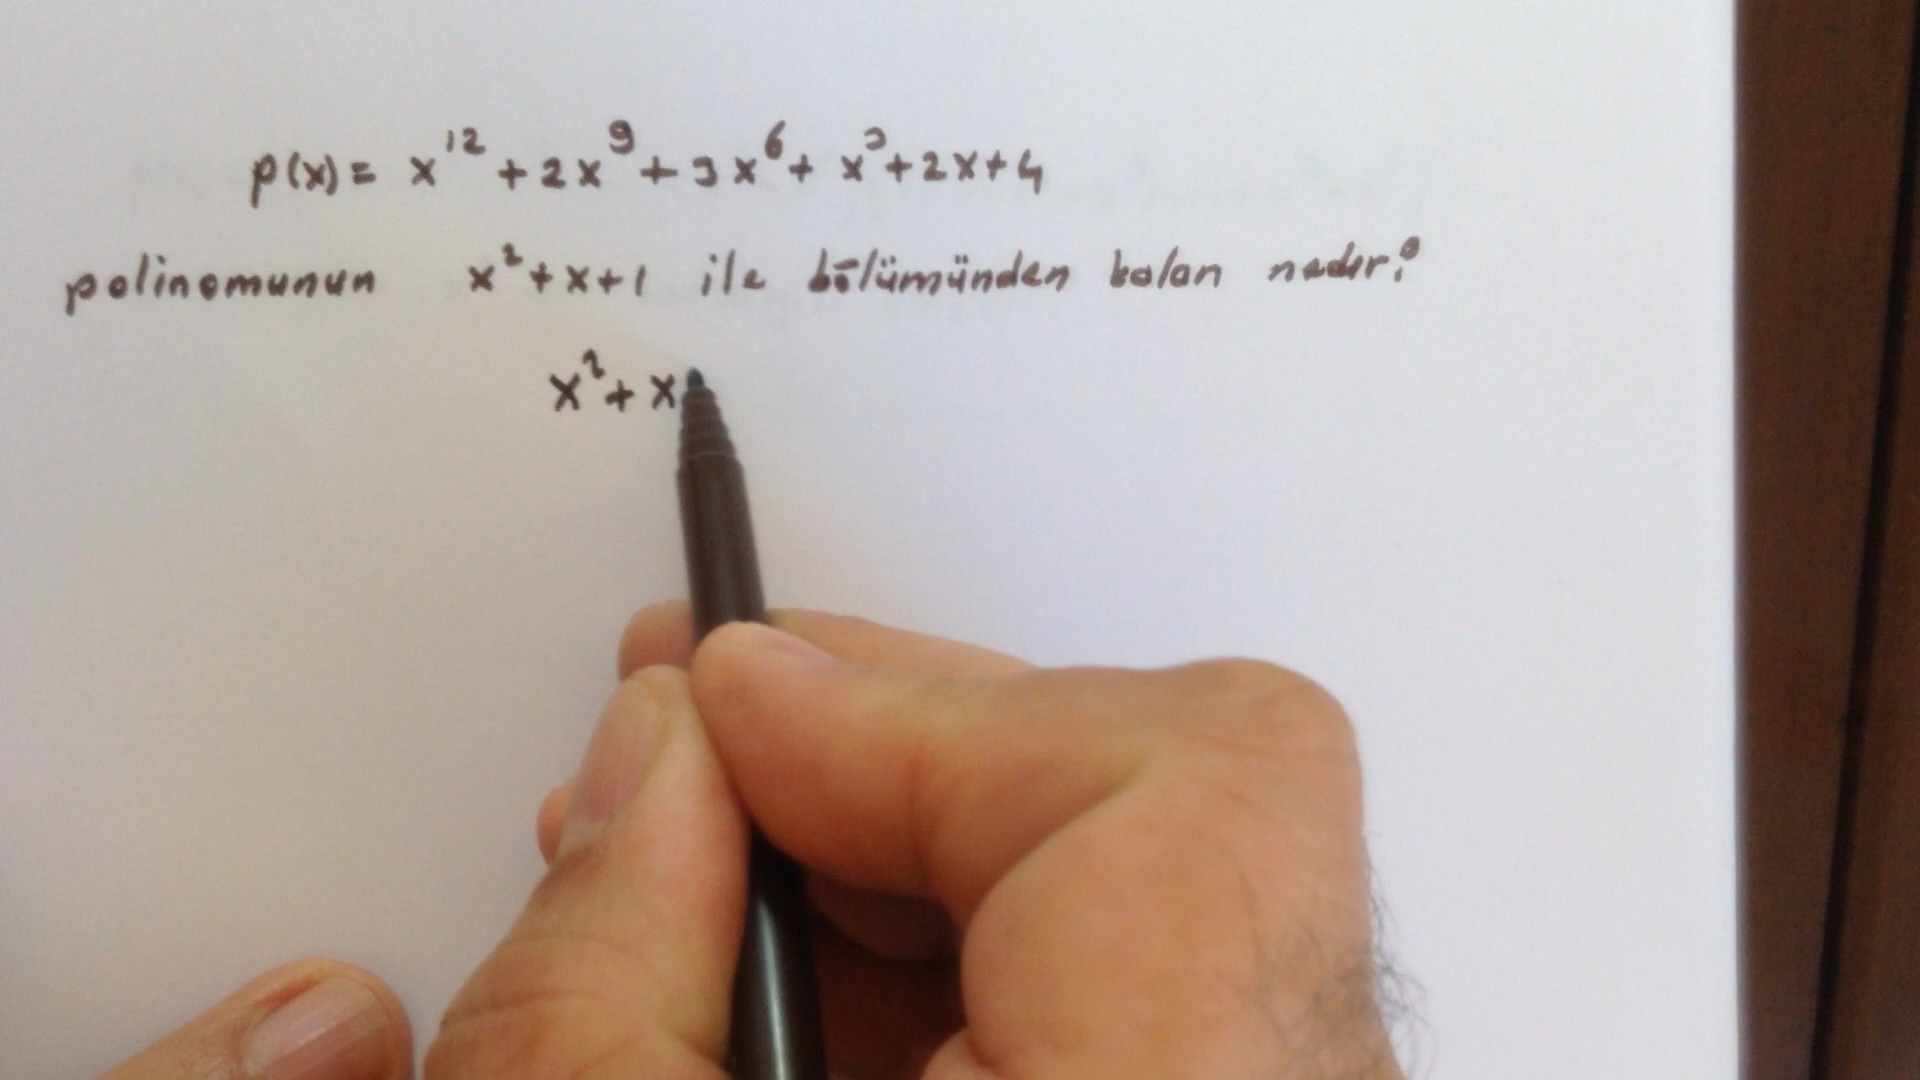 p(x) = x¹² + 2x⁹ + 3x⁶ + x³ + 2x + 4
polinomunun x² + x + 1 ile bölümünden kalan nedir?
x² + x